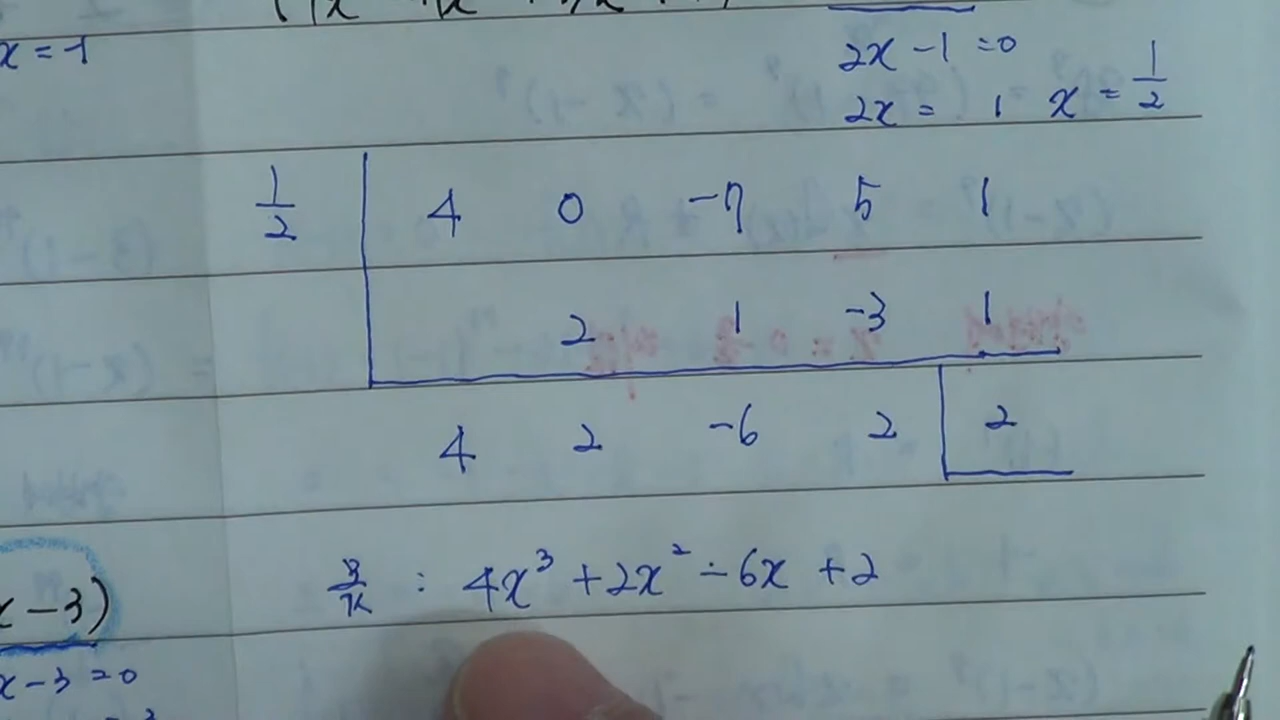 x = -1
2x - 1 = 0
2x = 1 x = 1/2
1/2 4 0 -7 5 1
2 1 -3 1
4 2 -6 2 2
몫 : 4x³ + 2x² - 6x + 2
x - 3)
x - 3 = 0